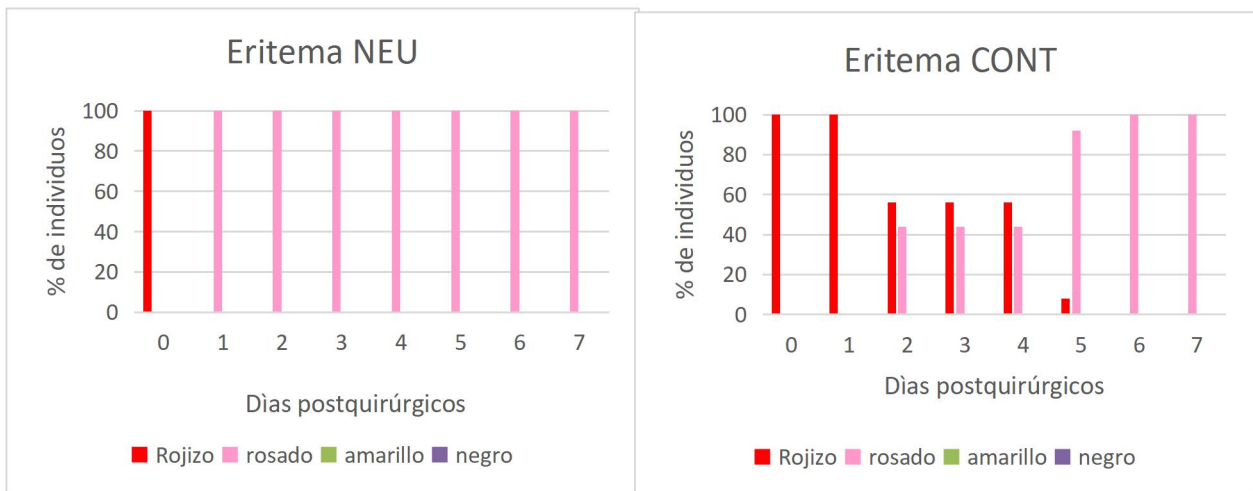 Eritema NEU
% de individuos
100
80
60
40
20
0
0 1 2 3 4 5 6 7
Dìas postquirúrgicos
Rojizo rosado amarillo negro
Eritema CONT
% de individuos
100
80
60
40
20
0
0 1 2 3 4 5 6 7
Dìas postquirúrgicos
Rojizo rosado amarillo negro